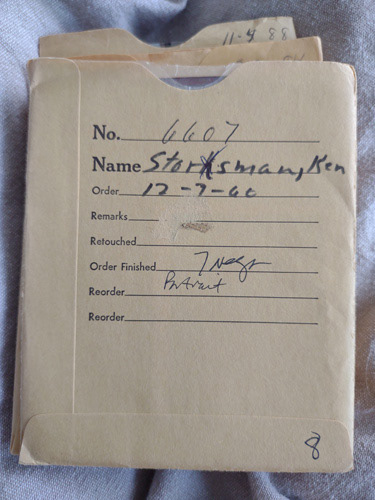 11-4 88
No. 6607
Name Storksman, Ken
Order 12-7-60
Remarks
Retouched
Order Finished 7 Negs
Portrait
Reorder
Reorder
8